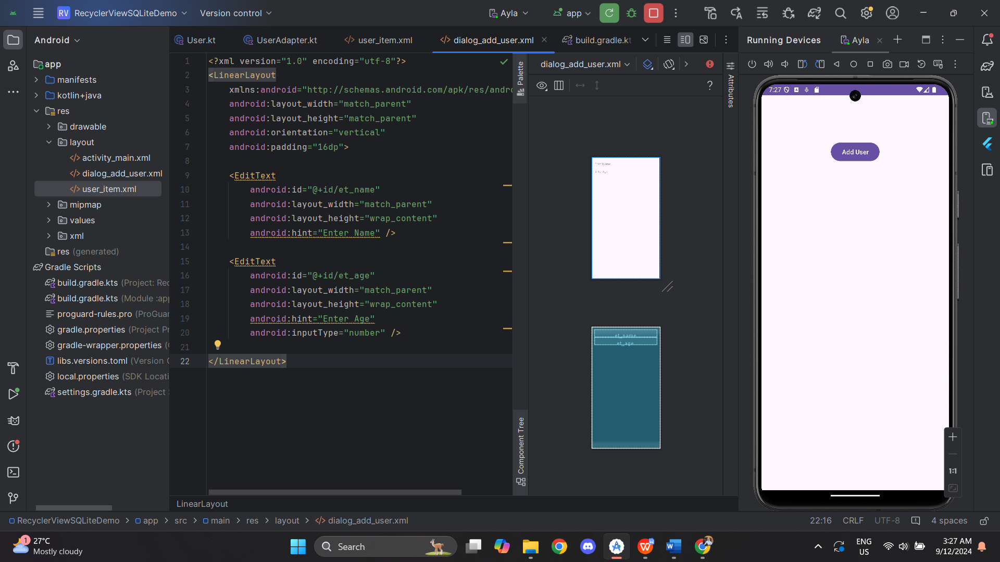 RV RecyclerViewSQLiteDemo Version control Ayla app
Android
User.kt UserAdapter.kt user_item.xml dialog_add_user.xml build.gradle.kt
Running Devices Ayla
app
manifests
kotlin+java
res
drawable
layout
activity_main.xml
dialog_add_user.xml
user_item.xml
mipmap
values
xml
res (generated)
Gradle Scripts
build.gradle.kts (Project: Rec
build.gradle.kts (Module :app
proguard-rules.pro (ProGuar
gradle.properties (Project Pr
gradle-wrapper.properties (
libs.versions.toml (Version C
local.properties (SDK Locati
settings.gradle.kts (Project
1 <?xml version="1.0" encoding="utf-8"?>
2 <LinearLayout
3 xmlns:android="http://schemas.android.com/apk/res/andro
4 android:layout_width="match_parent"
5 android:layout_height="match_parent"
6 android:orientation="vertical"
7 android:padding="16dp">
8
9 <EditText
10 android:id="@+id/et_name"
11 android:layout_width="match_parent"
12 android:layout_height="wrap_content"
13 android:hint="Enter Name" />
14
15 <EditText
16 android:id="@+id/et_age"
17 android:layout_width="match_parent"
18 android:layout_height="wrap_content"
19 android:hint="Enter Age"
20 android:inputType="number" />
21
22 </LinearLayout>
LinearLayout
Palette
Component Tree
dialog_add_user.xml
?
Enter Name
Enter Age
et_name
et_age
Attributes
7:27
Add User
1:1
RecyclerViewSQLiteDemo > app > src > main > res > layout > dialog_add_user.xml
22:16 CRLF UTF-8 4 spaces
1
27°C
Mostly cloudy
Search
ENG
US
3:27 AM
9/12/2024